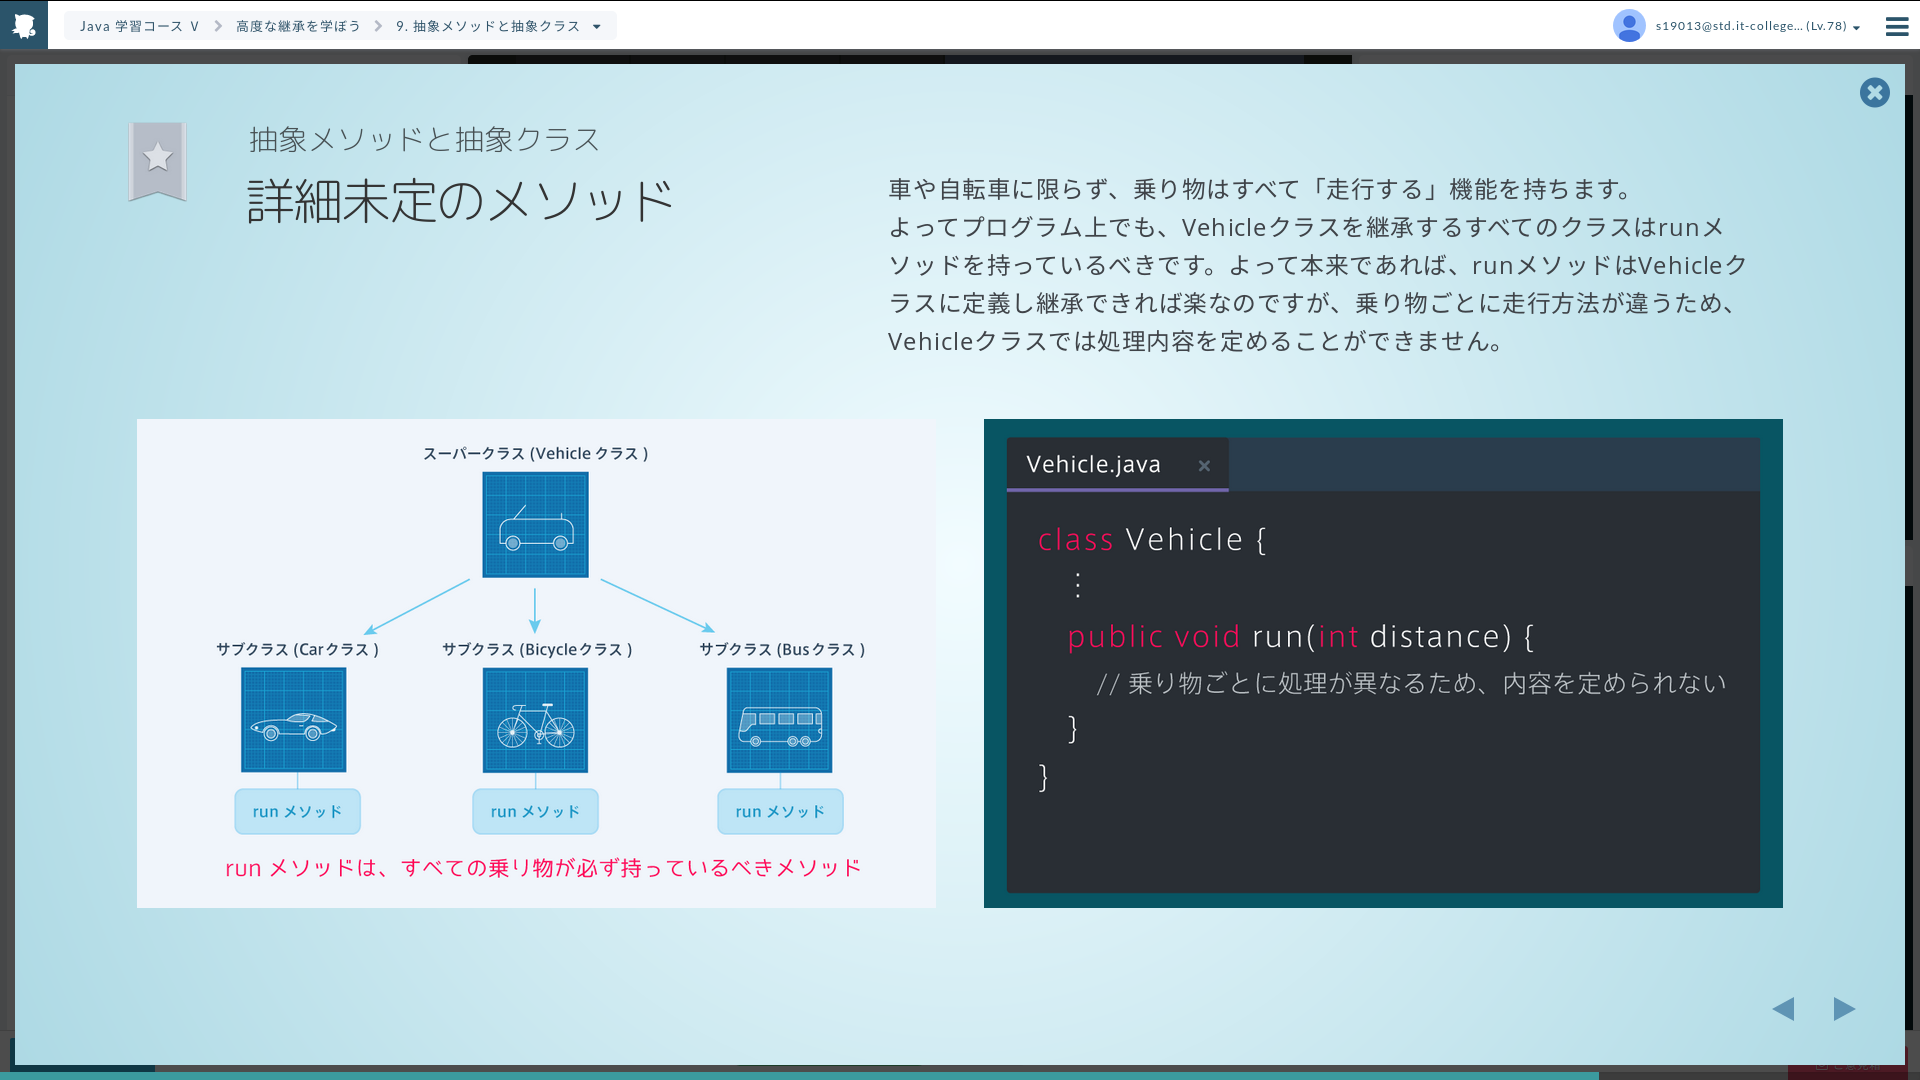 Java 学習コース V
高度な継承を学ぼう
9. 抽象メソッドと抽象クラス
s19013@std.it-college... (Lv.78)
抽象メソッドと抽象クラス
詳細未定のメソッド
車や自転車に限らず、乗り物はすべて「走行する」機能を持ちます。
よってプログラム上でも、Vehicleクラスを継承するすべてのクラスはrunメ
ソッドを持っているべきです。よって本来であれば、runメソッドはVehicleク
ラスに定義し継承できれば楽なのですが、乗り物ごとに走行方法が違うため、
Vehicleクラスでは処理内容を定めることができません。
スーパークラス (Vehicle クラス )
サブクラス (Carクラス )
サブクラス (Bicycleクラス )
サブクラス (Busクラス )
run メソッド
run メソッド
run メソッド
run メソッドは、すべての乗り物が必ず持っているべきメソッド
Vehicle.java
class Vehicle {
⋮
public void run(int distance) {
// 乗り物ごとに処理が異なるため、内容を定められない
}
}